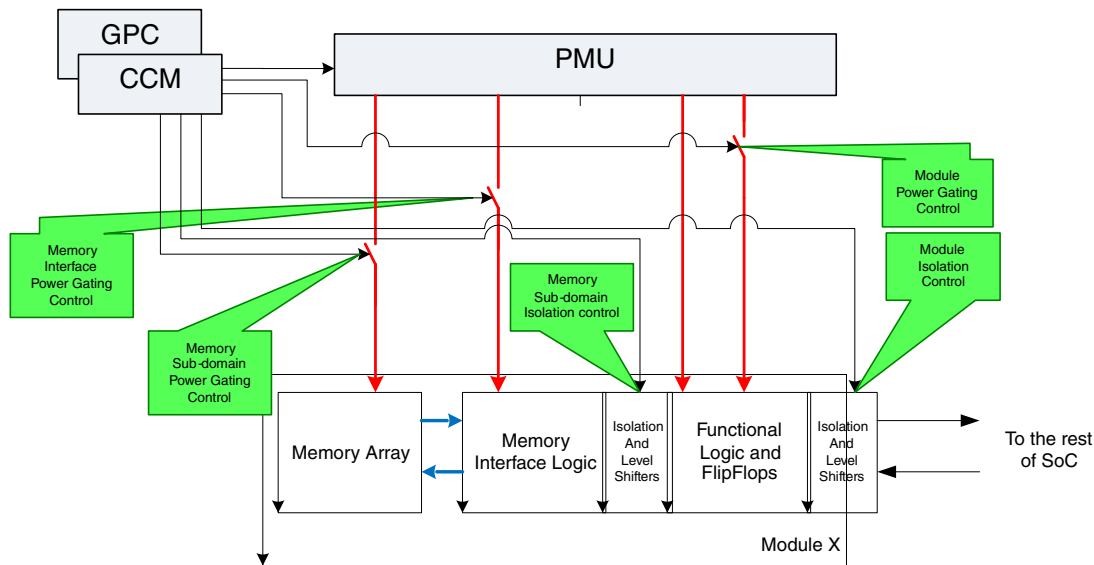 GPC
CCM
PMU
Module
Power Gating
Control
Memory
Interface
Power Gating
Control
Module
Isolation
Control
Memory
Sub-domain
Isolation control
Memory
Sub-domain
Power Gating
Control
Memory Array
Memory
Interface Logic
Isolation
And
Level
Shifters
Functional
Logic and
FlipFlops
Isolation
And
Level
Shifters
To the rest
of SoC
Module X